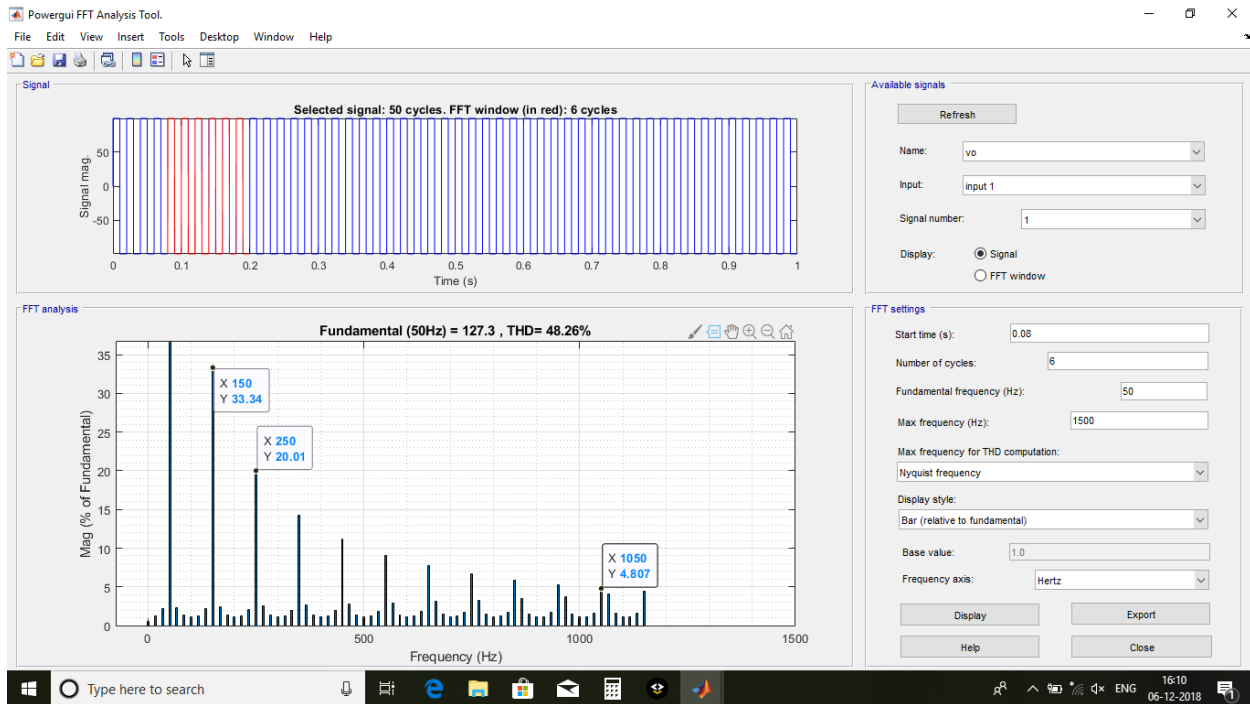 Powergui FFT Analysis Tool.
File Edit View Insert Tools Desktop Window Help
Signal
Selected signal: 50 cycles. FFT window (in red): 6 cycles
Signal mag.
50
0
-50
0 0.1 0.2 0.3 0.4 0.5 0.6 0.7 0.8 0.9 1
Time (s)
FFT analysis
Fundamental (50Hz) = 127.3 , THD= 48.26%
Mag (% of Fundamental)
35
30
25
20
15
10
5
0
X 150
Y 33.34
X 250
Y 20.01
X 1050
Y 4.807
0 500 1000 1500
Frequency (Hz)
Available signals
Refresh
Name: vo
Input: input 1
Signal number: 1
Display: Signal
FFT window
FFT settings
Start time (s): 0.08
Number of cycles: 6
Fundamental frequency (Hz): 50
Max frequency (Hz): 1500
Max frequency for THD computation:
Nyquist frequency
Display style:
Bar (relative to fundamental)
Base value: 1.0
Frequency axis: Hertz
Display Export
Help Close
Type here to search
ENG
16:10
06-12-2018
1